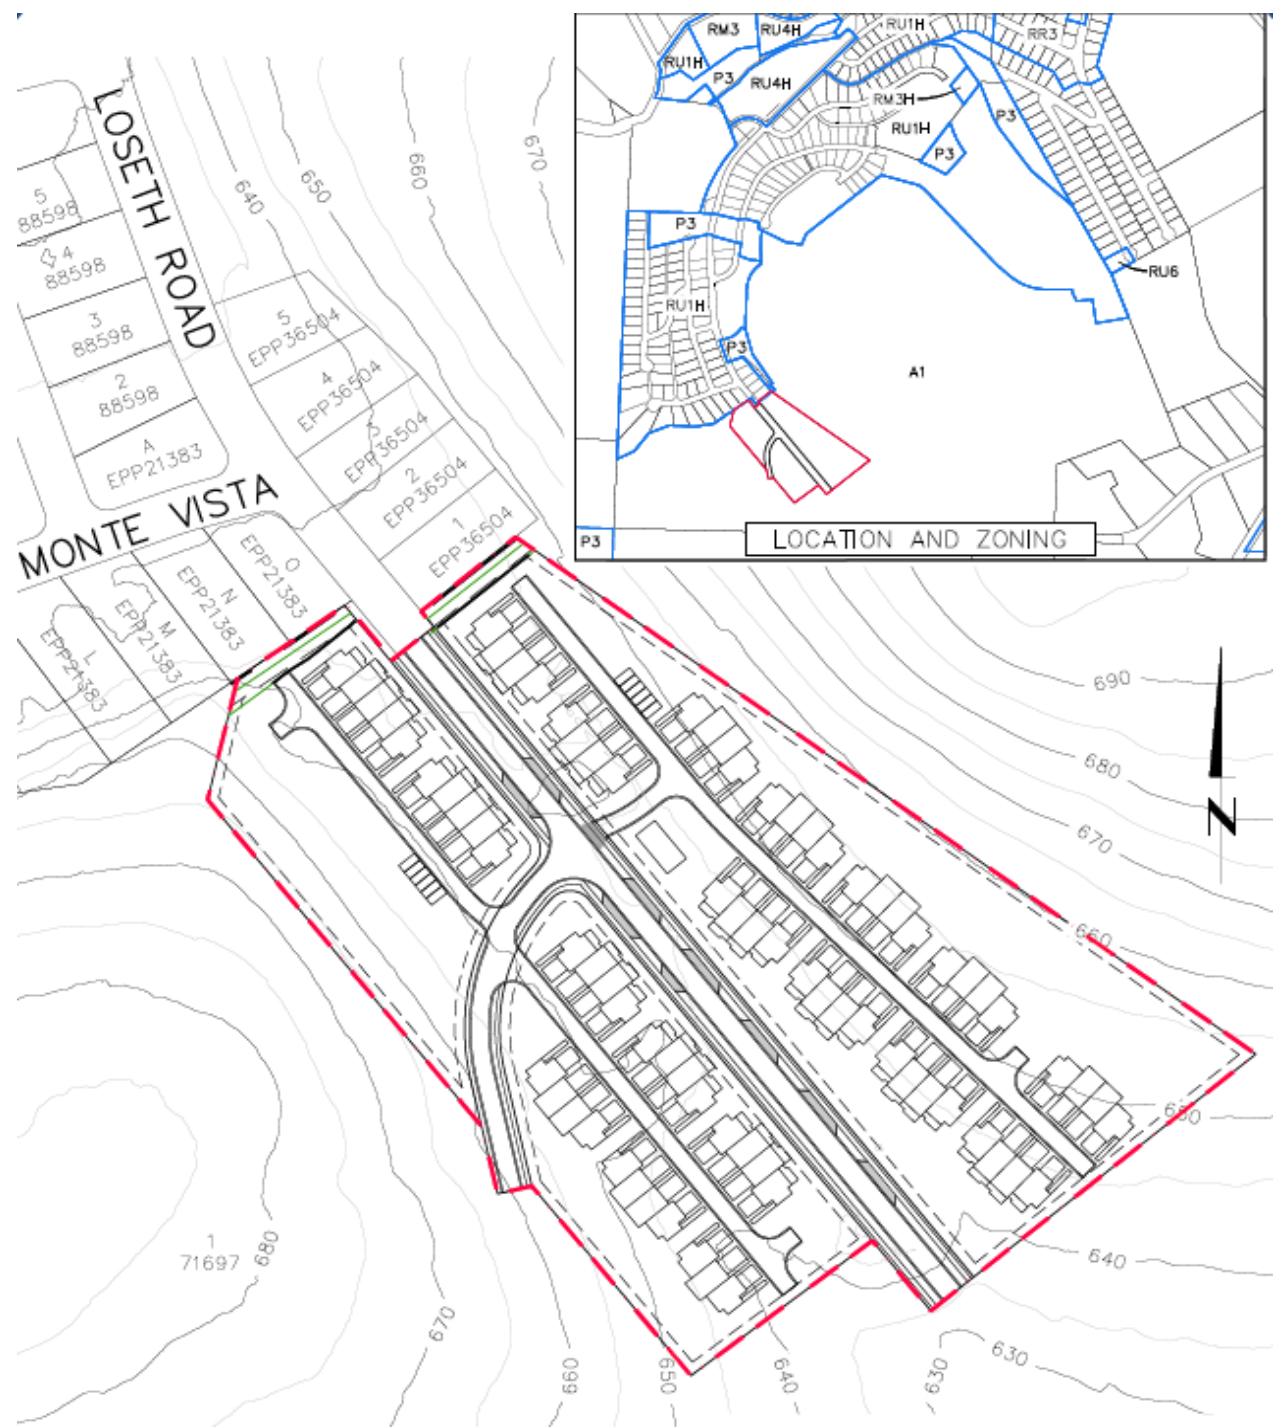 LOSETH ROAD
MONTE VISTA
5
88598
4
88598
3
88598
2
88598
A
EPP21383
5
EPP36504
4
EPP36504
3
EPP36504
2
EPP36504
1
EPP36504
O
EPP21383
N
EPP21383
M
EPP21383
L
EPP21383
640
650
660
670
RM3
RU4H
RU1H
RR3
RU1H
P3
RU4H
RM3H
P3
RU1H
P3
P3
RU6
RU1H
P3
A1
P3
LOCATION AND ZONING
690
680
670
660
N
660
640
630
630
1
71697
680
670
660
650
640